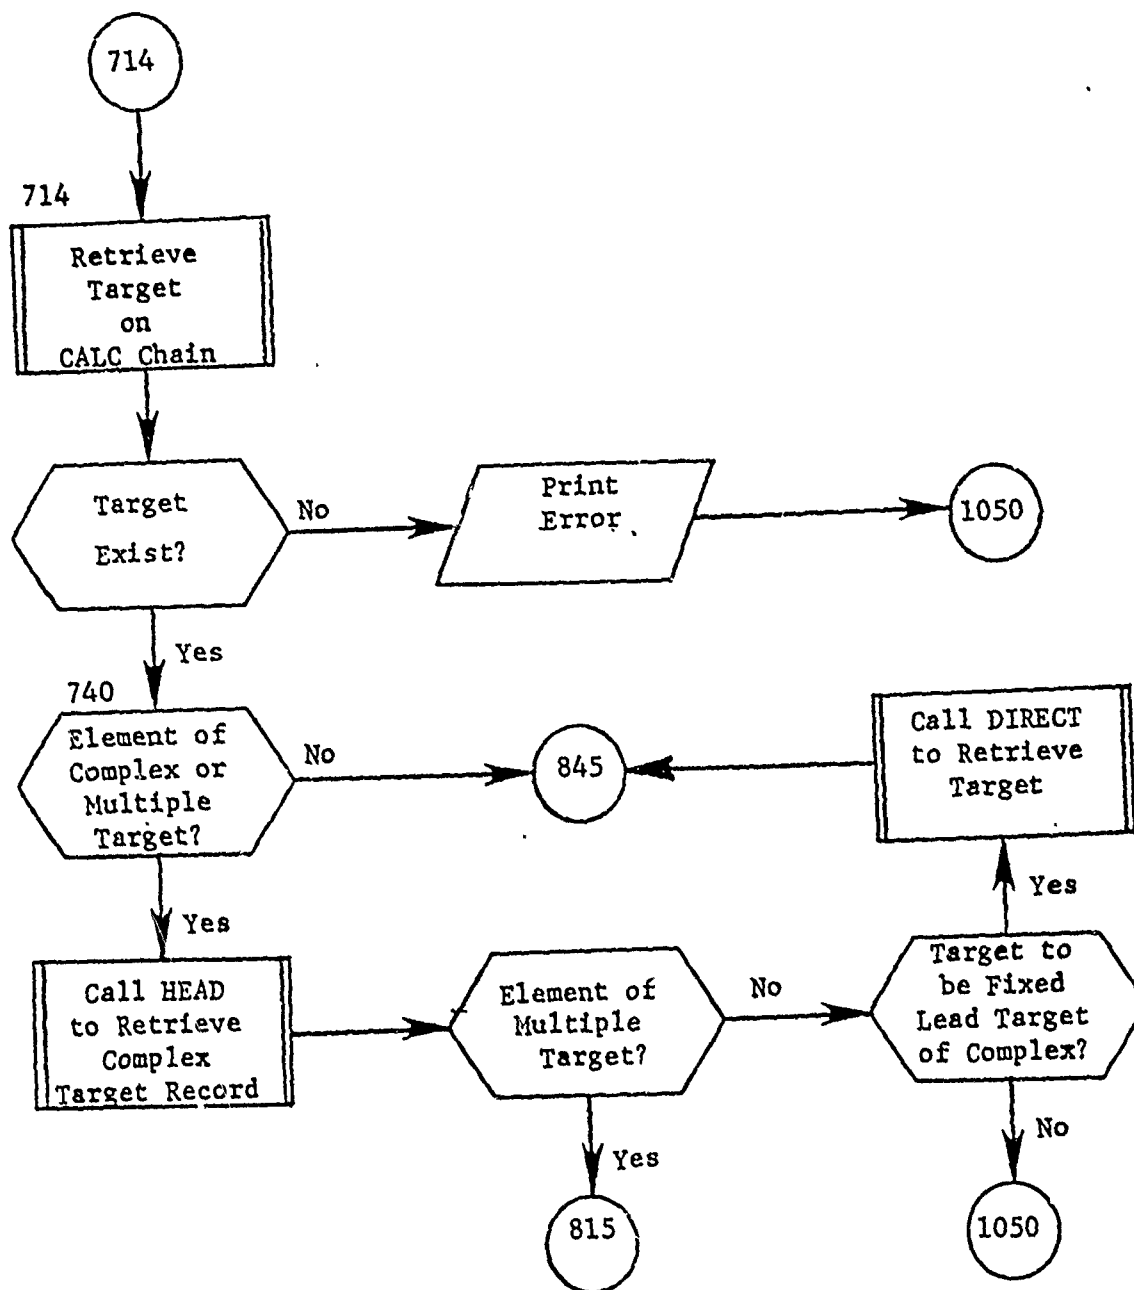 714
714
Retrieve
Target
on
CALC Chain
Target
Exist?
No
Print
Error
1050
Yes
740
Element of
Complex or
Multiple
Target?
No
845
Call DIRECT
to Retrieve
Target
Yes
Yes
Call HEAD
to Retrieve
Complex
Target Record
Element of
Multiple
Target?
No
Target to
be Fixed
Lead Target
of Complex?
Yes
815
No
1050